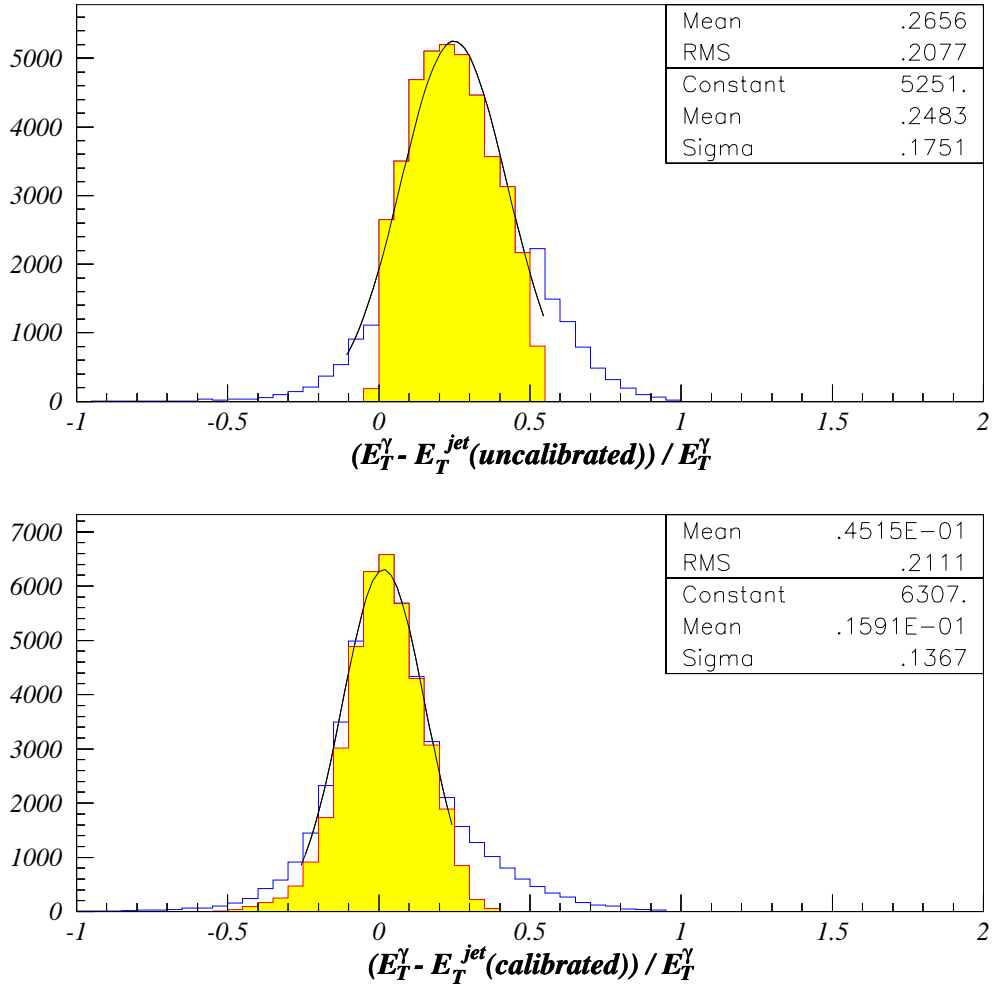 Mean .2656
RMS .2077
Constant 5251.
Mean .2483
Sigma .1751
5000
4000
3000
2000
1000
0
-1 -0.5 0 0.5 1 1.5 2
(E_T^γ - E_T^jet(uncalibrated)) / E_T^γ
Mean .4515E-01
RMS .2111
Constant 6307.
Mean .1591E-01
Sigma .1367
7000
6000
5000
4000
3000
2000
1000
0
-1 -0.5 0 0.5 1 1.5 2
(E_T^γ - E_T^jet(calibrated)) / E_T^γ